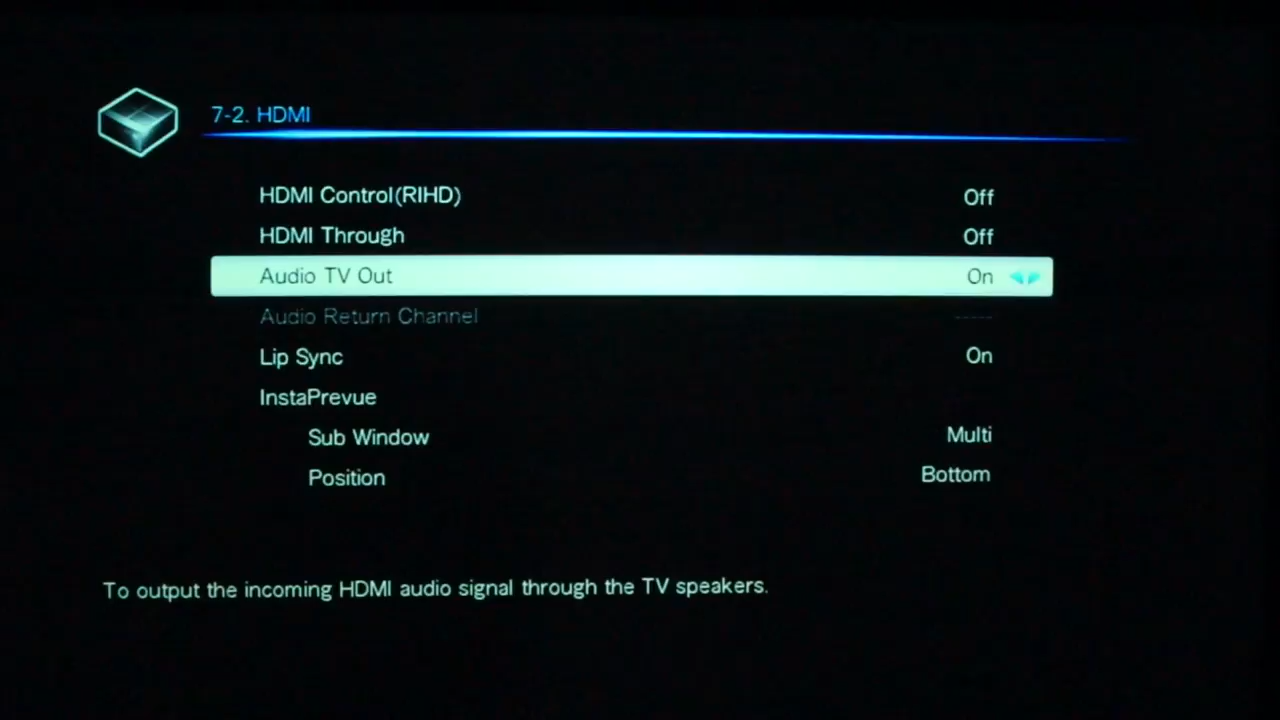 7-2. HDMI
HDMI Control(RIHD) Off
HDMI Through Off
Audio TV Out On
Audio Return Channel -----
Lip Sync On
InstaPrevue
Sub Window Multi
Position Bottom
To output the incoming HDMI audio signal through the TV speakers.